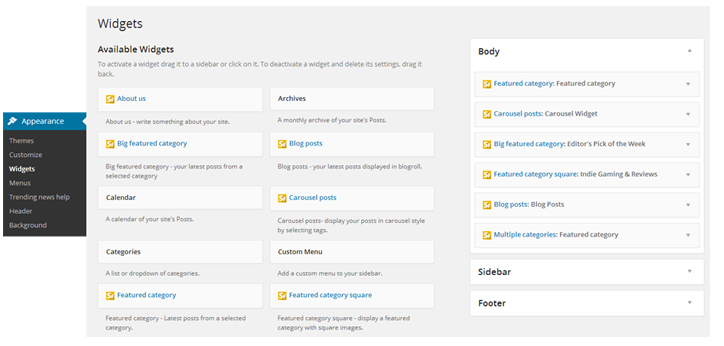 Widgets
Appearance
Themes
Customize
Widgets
Menus
Trending news help
Header
Background
Available Widgets
To activate a widget drag it to a sidebar or click on it. To deactivate a widget and delete its settings, drag it
back.
About us
About us - write something about your site.
Archives
A monthly archive of your site's Posts.
Big featured category
Big featured category - your latest posts from a
selected category
Blog posts
Blog posts - your latest posts displayed in blogroll.
Calendar
A calendar of your site's Posts.
Carousel posts
Carousel posts- display your posts in carousel style
by selecting tags.
Categories
A list or dropdown of categories.
Custom Menu
Add a custom menu to your sidebar.
Featured category
Featured category - Latest posts from a selected
category.
Featured category square
Featured category square - display a featured
category with square images.
Body
Featured category: Featured category
Carousel posts: Carousel Widget
Big featured category: Editor's Pick of the Week
Featured category square: Indie Gaming & Reviews
Blog posts: Blog Posts
Multiple categories: Featured category
Sidebar
Footer